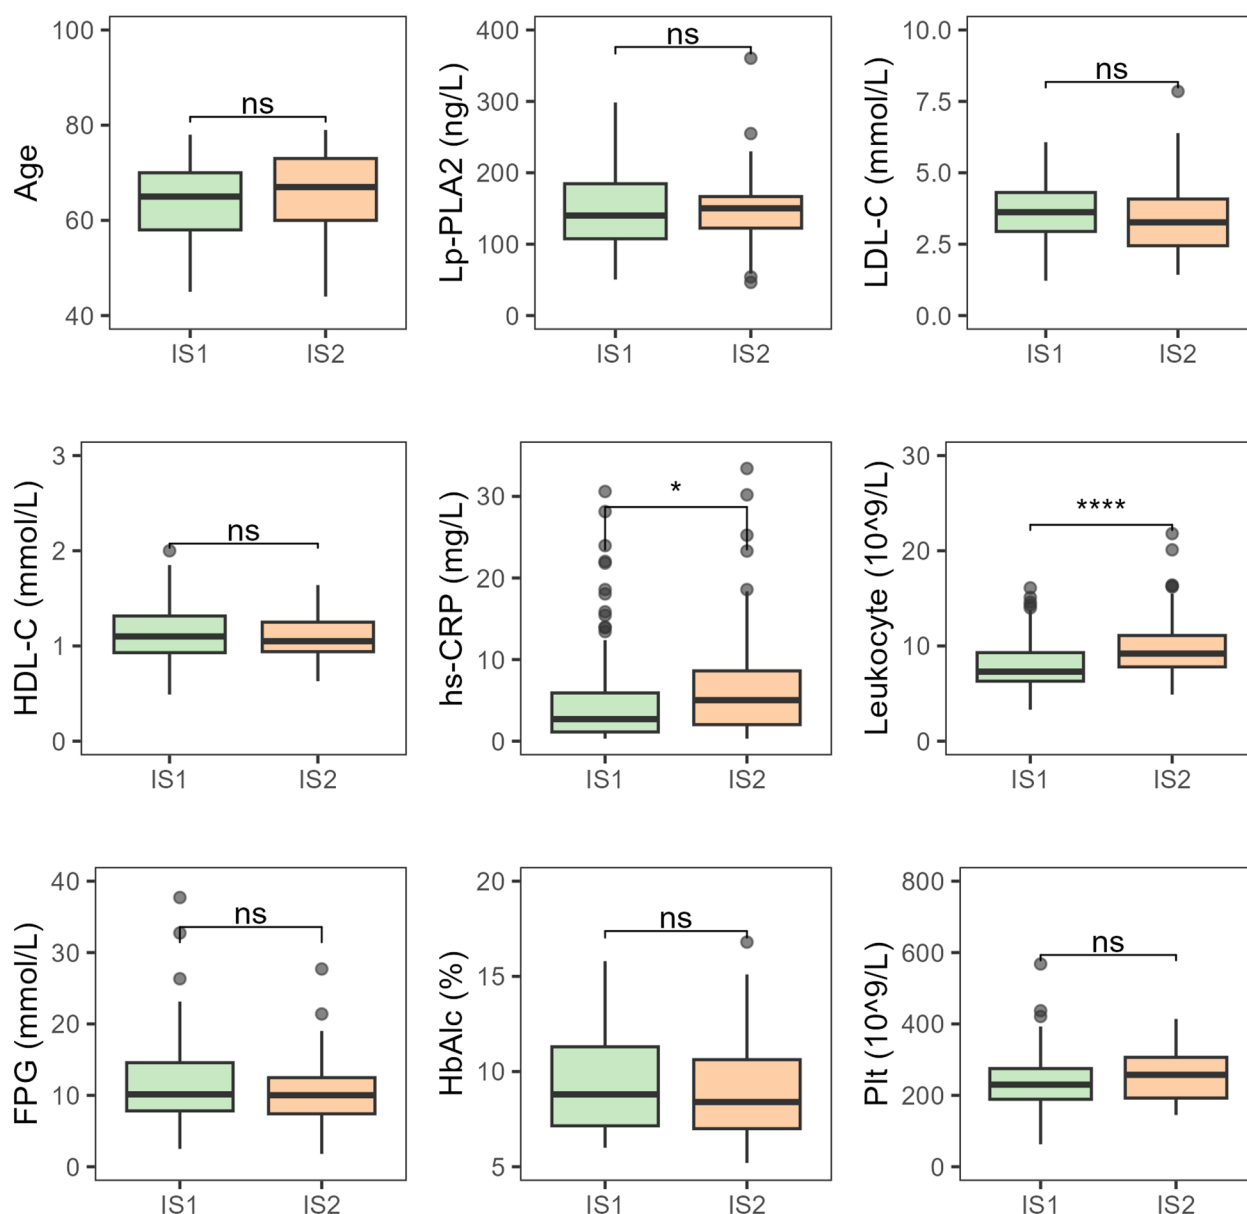 Age
100
80
60
40
ns
IS1
IS2
Lp-PLA2 (ng/L)
400
300
200
100
0
ns
IS1
IS2
LDL-C (mmol/L)
10.0
7.5
5.0
2.5
0.0
ns
IS1
IS2
HDL-C (mmol/L)
3
2
1
0
ns
IS1
IS2
hs-CRP (mg/L)
30
20
10
0
*
IS1
IS2
Leukocyte (10^9/L)
30
20
10
0
****
IS1
IS2
FPG (mmol/L)
40
30
20
10
0
ns
IS1
IS2
HbAlc (%)
20
15
10
5
ns
IS1
IS2
Plt (10^9/L)
800
600
400
200
0
ns
IS1
IS2